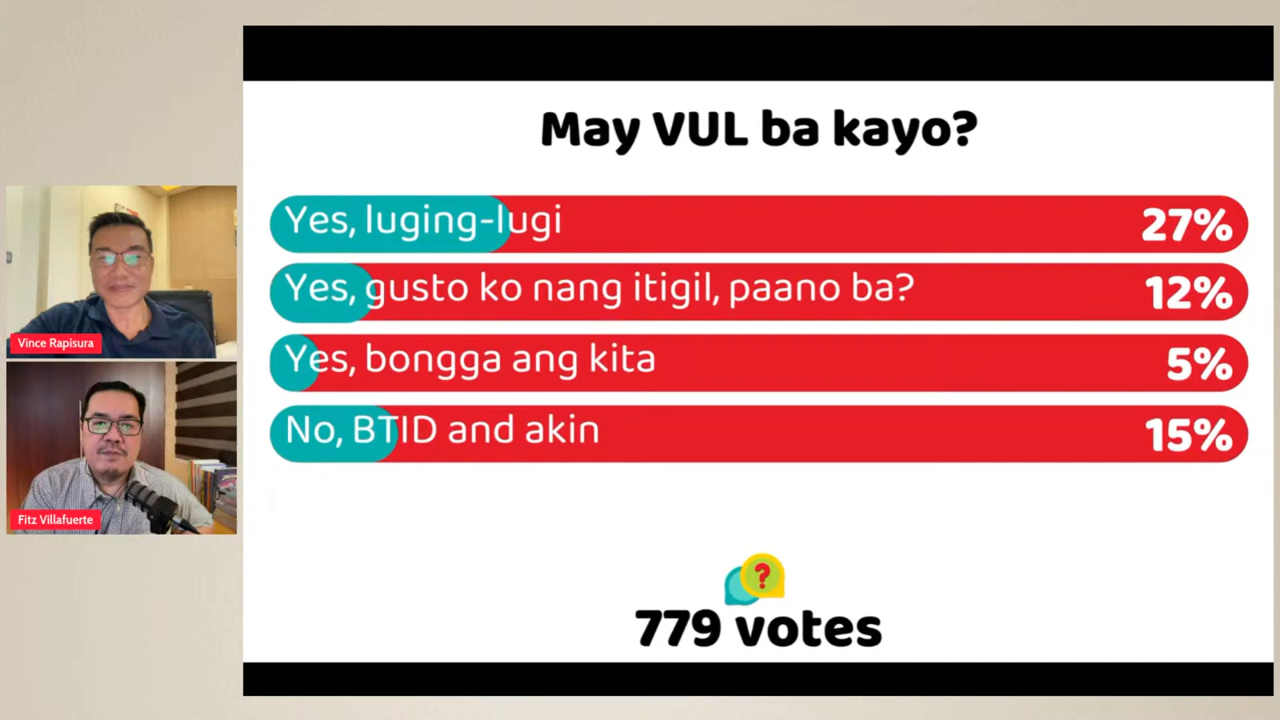 May VUL ba kayo?
Yes, luging-lugi 27%
Yes, gusto ko nang itigil, paano ba? 12%
Yes, bongga ang kita 5%
No, BTID and akin 15%
?
779 votes
Vince Rapisura
Fitz Villafuerte